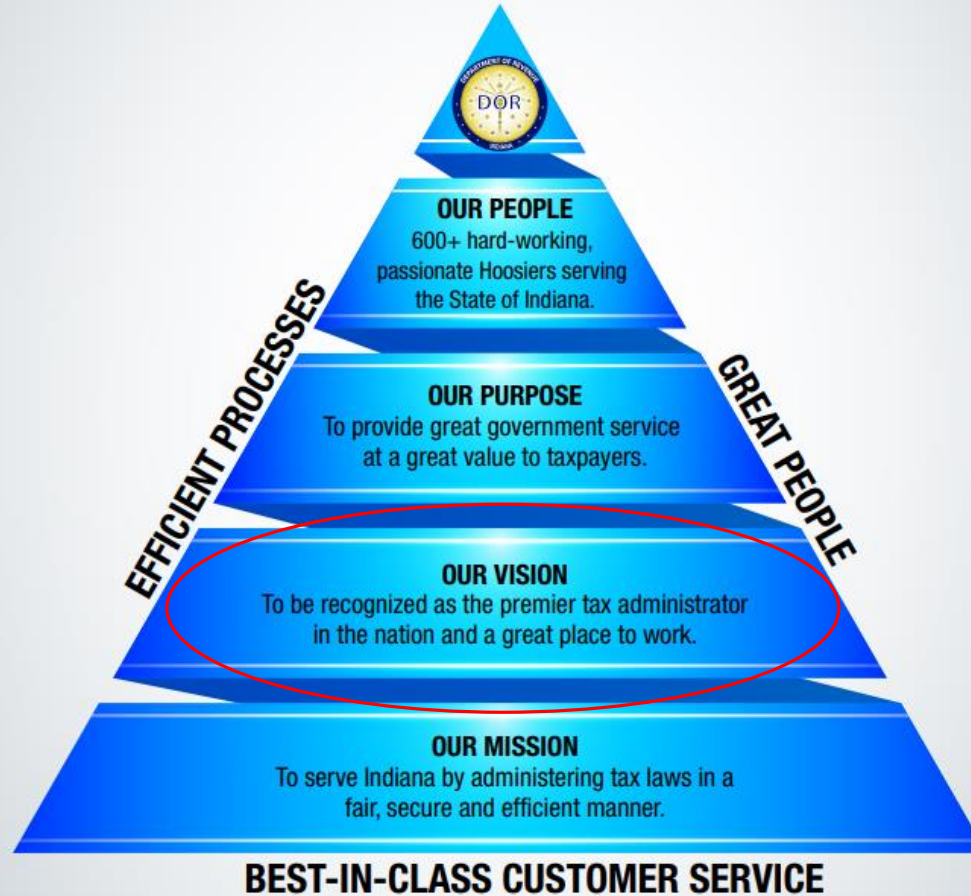 DEPARTMENT OF REVENUE
DOR
INDIANA
OUR PEOPLE
600+ hard-working,
passionate Hoosiers serving
the State of Indiana.
EFFICIENT PROCESSES
GREAT PEOPLE
OUR PURPOSE
To provide great government service
at a great value to taxpayers.
OUR VISION
To be recognized as the premier tax administrator
in the nation and a great place to work.
OUR MISSION
To serve Indiana by administering tax laws in a
fair, secure and efficient manner.
BEST-IN-CLASS CUSTOMER SERVICE